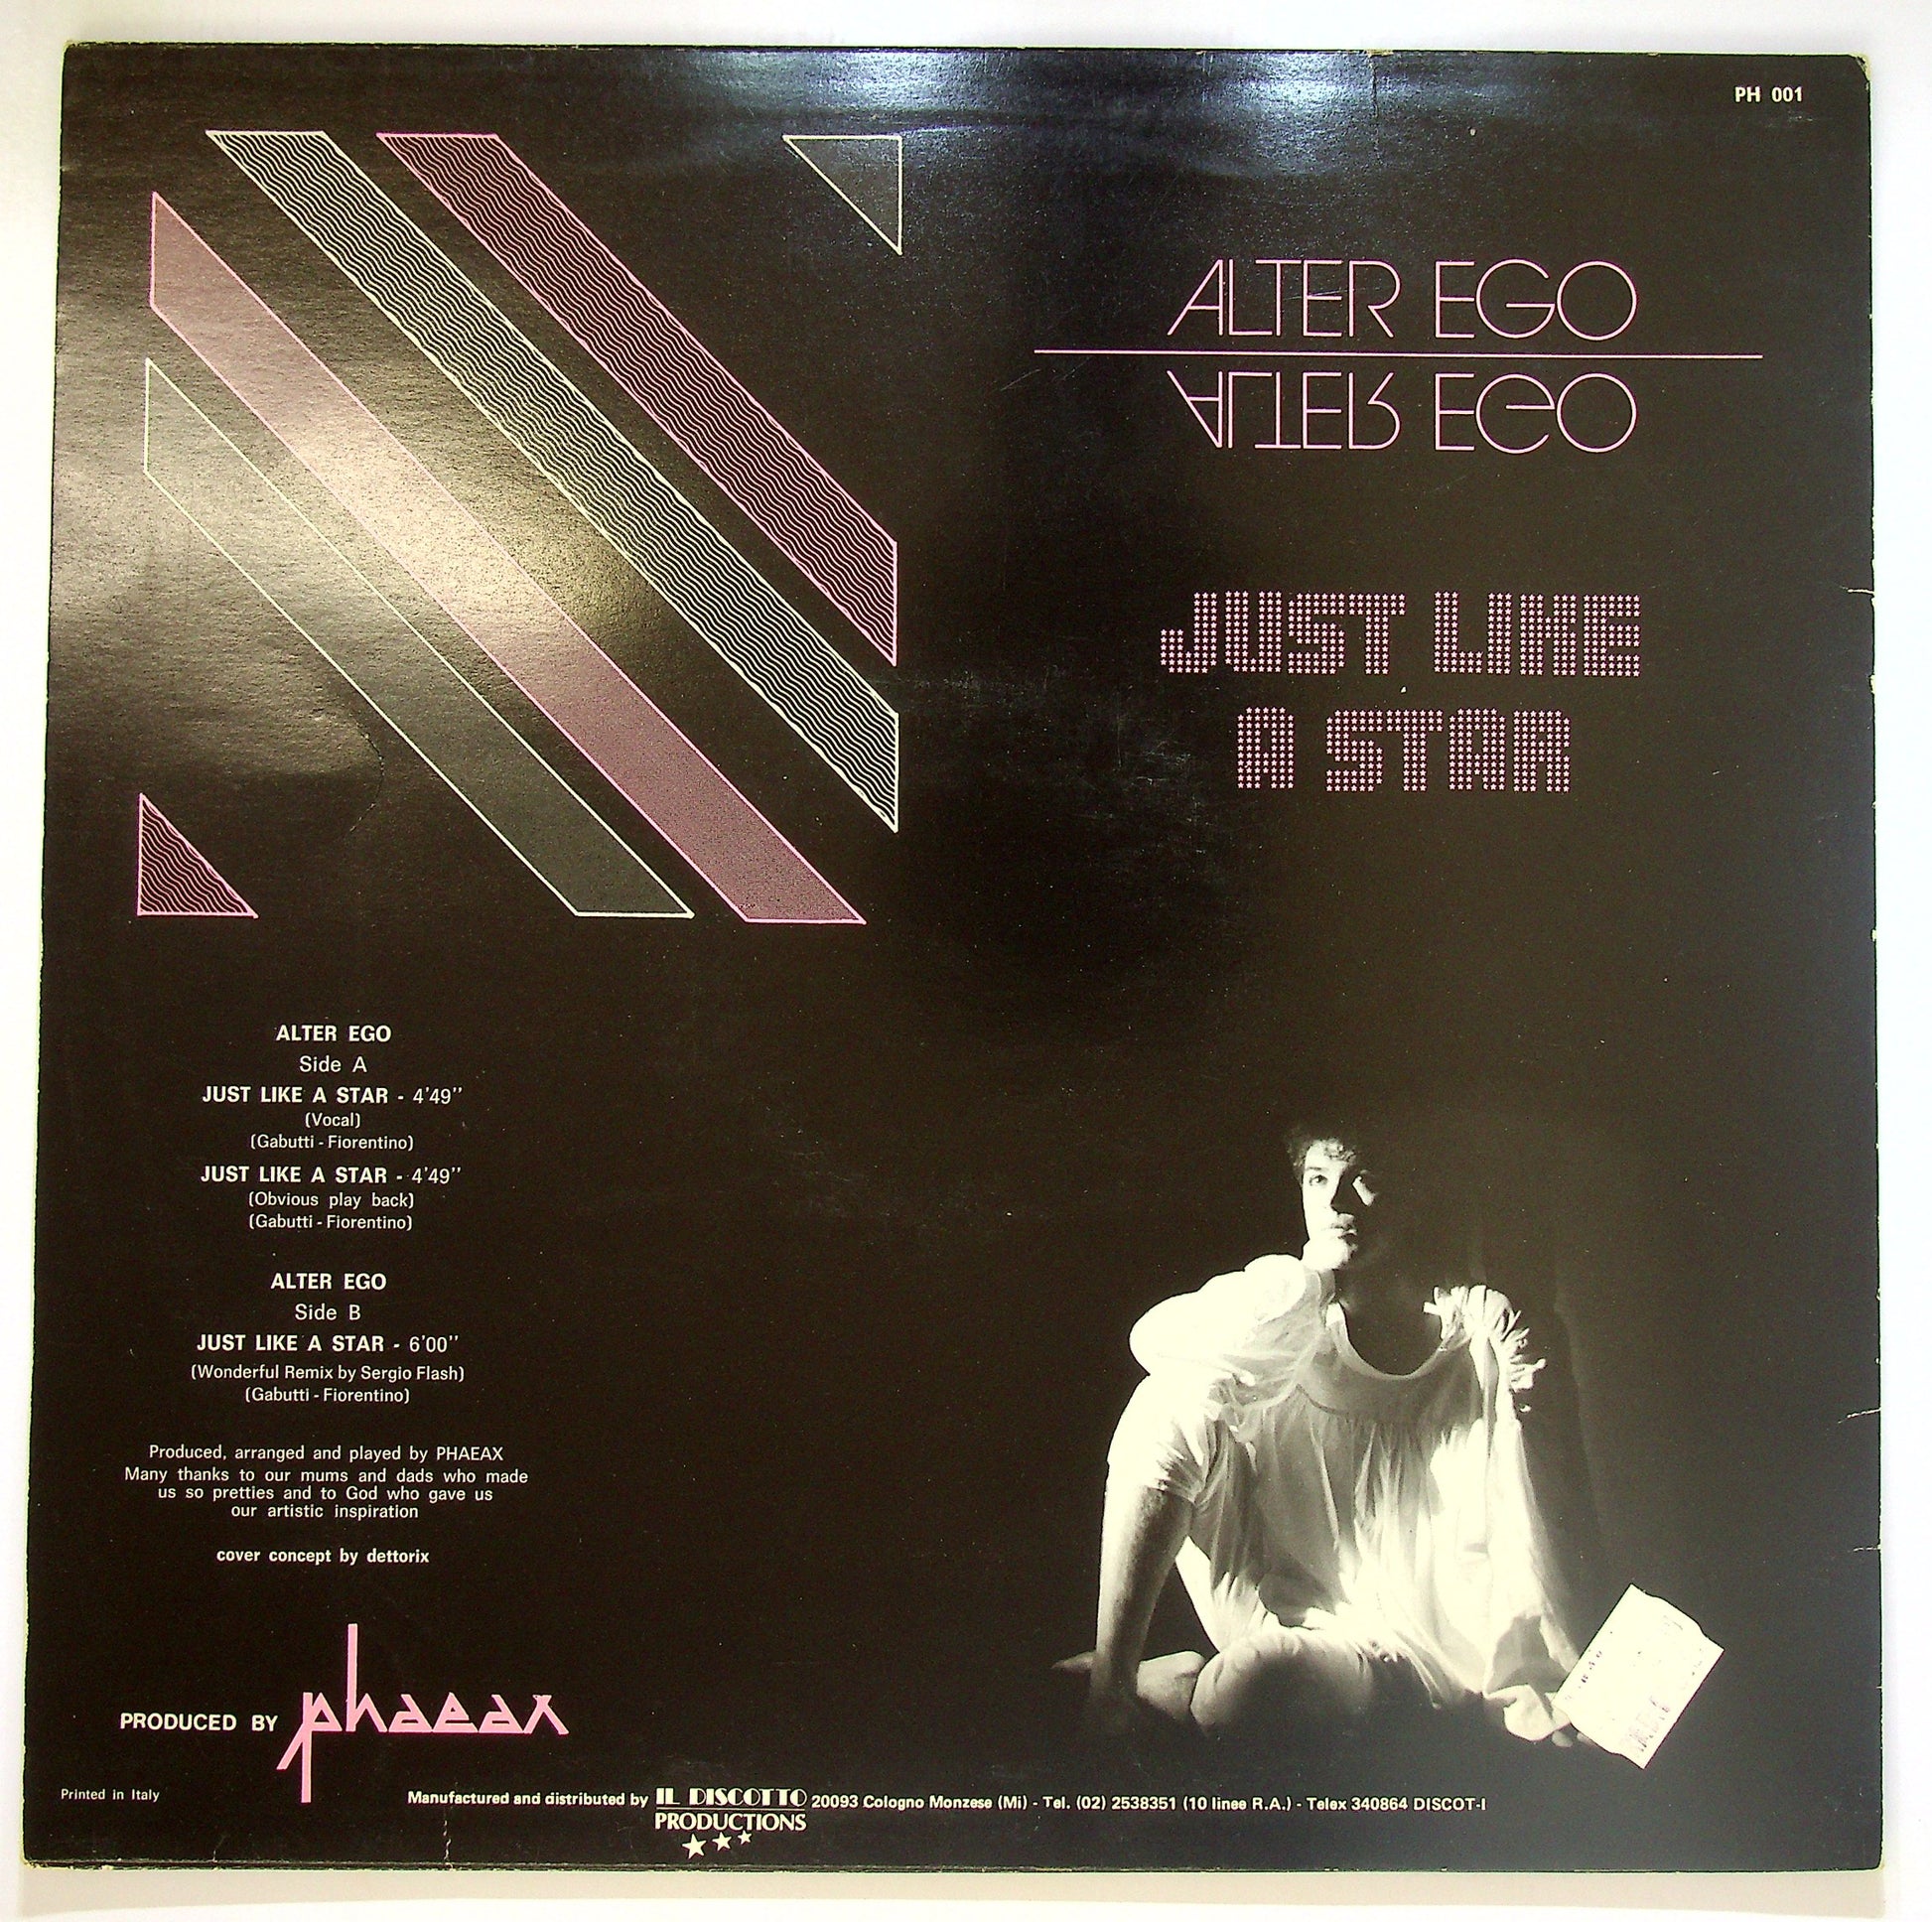 PH 001
ALTER EGO
ALTER EGO
JUST LIKE
A STAR
ALTER EGO
Side A
JUST LIKE A STAR - 4'49''
(Vocal)
(Gabutti - Fiorentino)
JUST LIKE A STAR - 4'49''
(Obvious play back)
(Gabutti - Fiorentino)
ALTER EGO
Side B
JUST LIKE A STAR - 6'00''
(Wonderful Remix by Sergio Flash)
(Gabutti - Fiorentino)
Produced, arranged and played by PHAEAX
Many thanks to our mums and dads who made
us so pretties and to God who gave us
our artistic inspiration
cover concept by dettorix
PRODUCED BY phaeax
Printed in Italy
Manufactured and distributed by IL DISCOTTO PRODUCTIONS 20093 Cologno Monzese (Mi) - Tel. (02) 2538351 (10 linee R.A.) - Telex 340864 DISCOT-I